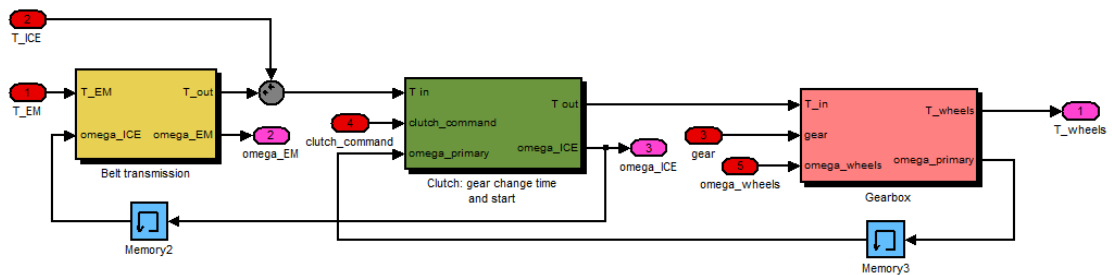 2
T_ICE
1
T_EM
T_EM
T_out
omega_ICE
omega_EM
Belt transmission
2
omega_EM
4
clutch_command
T in
clutch_command
omega_primary
T out
omega_ICE
Clutch: gear change time
and start
3
omega_ICE
3
gear
5
omega_wheels
T_in
gear
omega_wheels
T_wheels
omega_primary
Gearbox
1
T_wheels
Memory2
Memory3